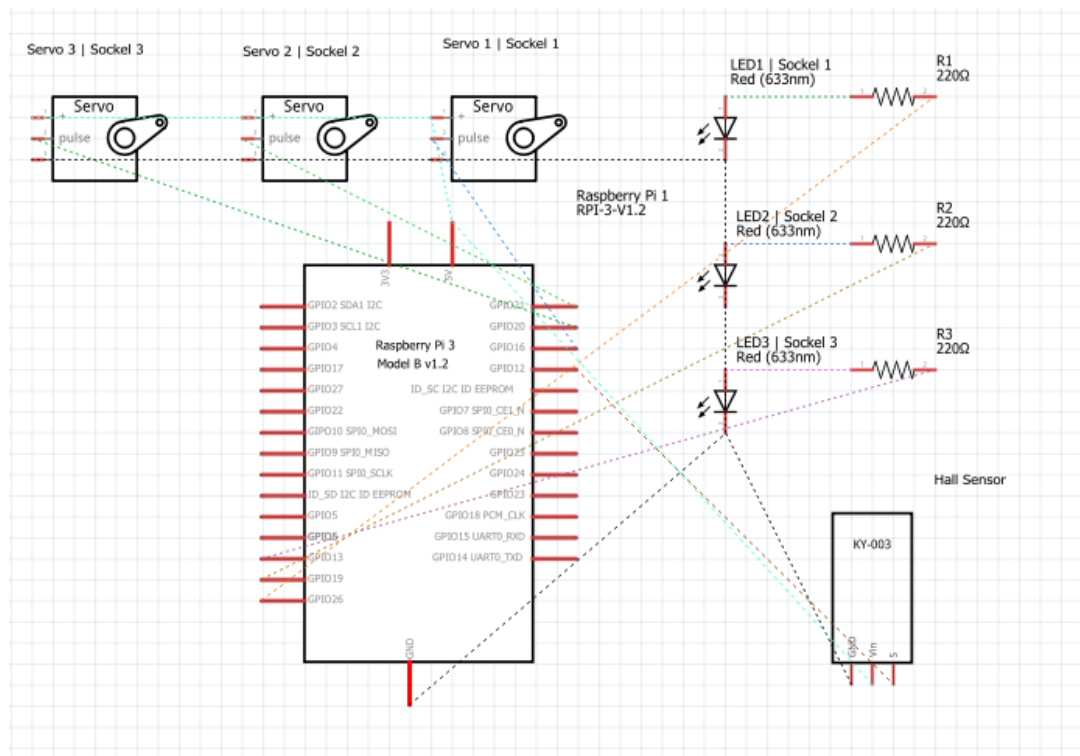 Servo 3 | Sockel 3
Servo 2 | Sockel 2
Servo 1 | Sockel 1
LED1 | Sockel 1
Red (633nm)
R1
220Ω
Servo
+
pulse
Servo
+
pulse
Servo
+
pulse
Raspberry Pi 1
RPI-3-V1.2
LED2 | Sockel 2
Red (633nm)
R2
220Ω
3V3
5V
GPIO2 SDA1 I2C
GPIO3 SCL1 I2C
GPIO4
GPIO17
GPIO27
GPIO22
GIPO10 SPI0_MOSI
GPIO9 SPI0_MISO
GPIO11 SPI0_SCLK
ID_SD I2C ID EEPROM
GPIO5
GPIO6
GPIO13
GPIO19
GPIO26
Raspberry Pi 3
Model B v1.2
GPIO21
GPIO20
GPIO16
GPIO12
ID_SC I2C ID EEPROM
GPIO7 SPI0_CE1_N
GPIO8 SPI0_CE0_N
GPIO24
GPIO23
GPIO18 PCM_CLK
GPIO15 UART0_RXD
GPIO14 UART0_TXD
GND
LED3 | Sockel 3
Red (633nm)
R3
220Ω
Hall Sensor
KY-003
GND
Vin
S